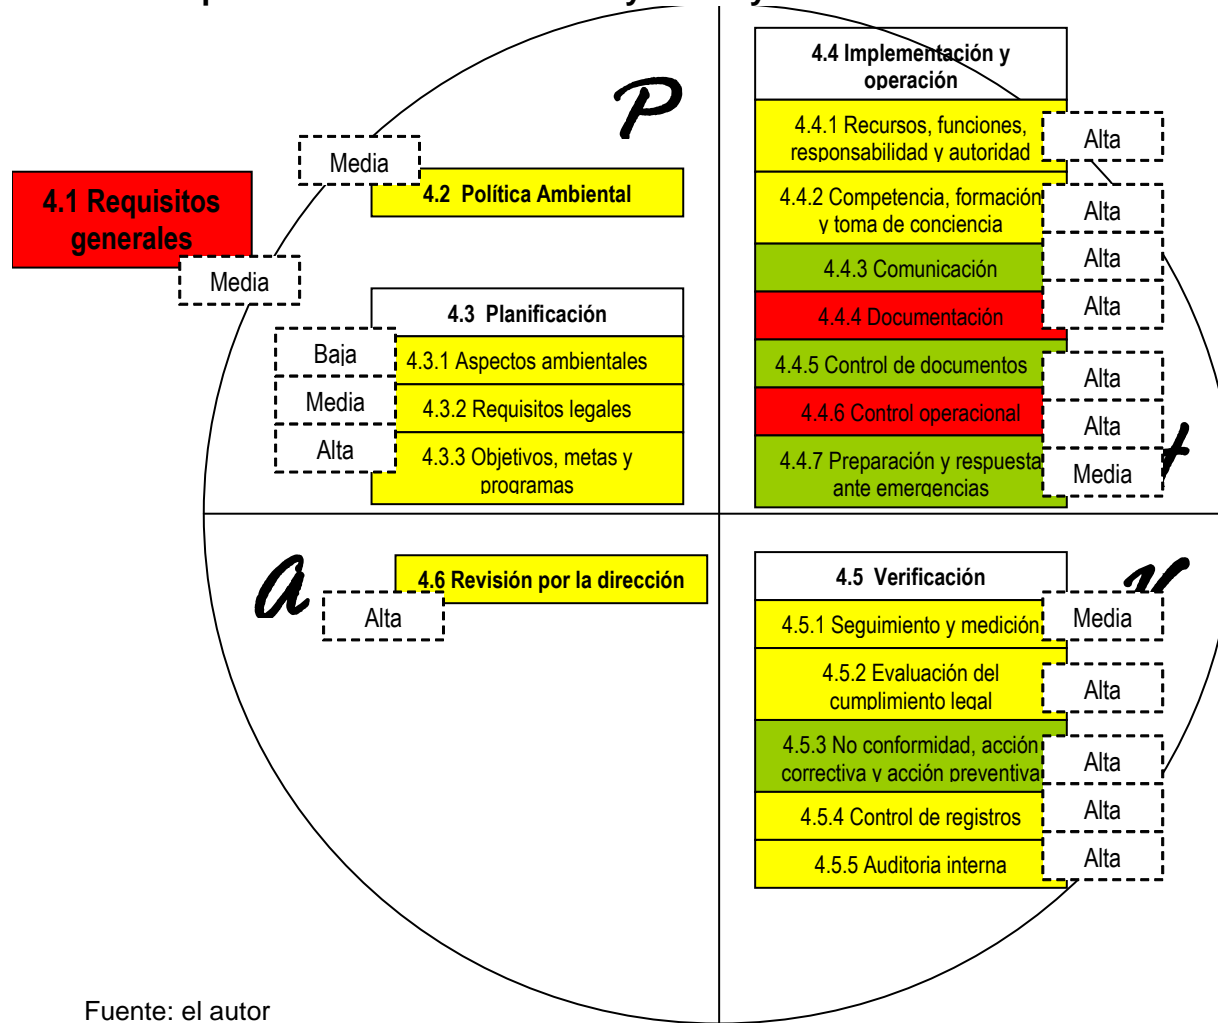 P
4.4 Implementación y
operación
4.4.1 Recursos, funciones,
responsabilidad y autoridad
Alta
4.4.2 Competencia, formación
y toma de conciencia
Alta
4.4.3 Comunicación
Alta
4.4.4 Documentación
Alta
4.4.5 Control de documentos
Alta
4.4.6 Control operacional
Alta
4.4.7 Preparación y respuesta
ante emergencias
Media
Media
4.2 Política Ambiental
4.1 Requisitos
generales
Media
4.3 Planificación
Baja
4.3.1 Aspectos ambientales
Media
4.3.2 Requisitos legales
Alta
4.3.3 Objetivos, metas y
programas
a
4.6 Revisión por la dirección
Alta
4.5 Verificación
4.5.1 Seguimiento y medición
Media
4.5.2 Evaluación del
cumplimiento legal
Alta
4.5.3 No conformidad, acción
correctiva y acción preventiva
Alta
4.5.4 Control de registros
Alta
4.5.5 Auditoria interna
Alta
Fuente: el autor